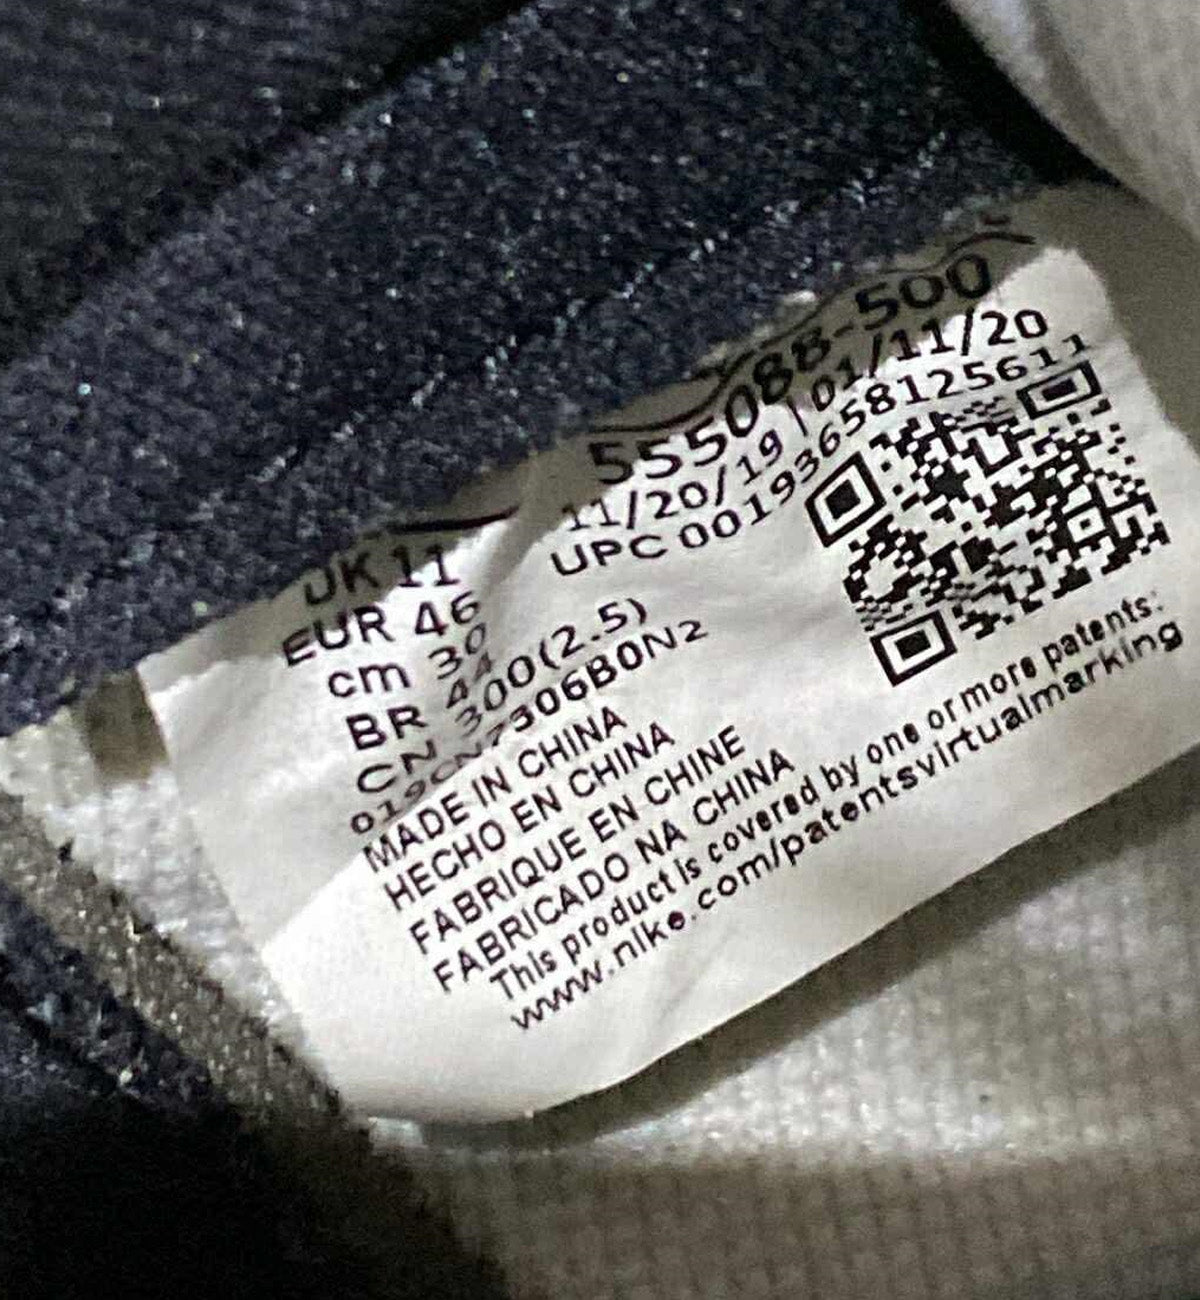 555088-500
11/20/19 | 01/11/20
UPC 00193658125611
UK 11
EUR 46
cm 30
BR 44
CN 300(2.5)
MADE IN CHINA
HECHO EN CHINA
FABRIQUE EN CHINE
FABRICADO NA CHINA
This product is covered by one or more patents:
www.nike.com/patentsvirtualmarking